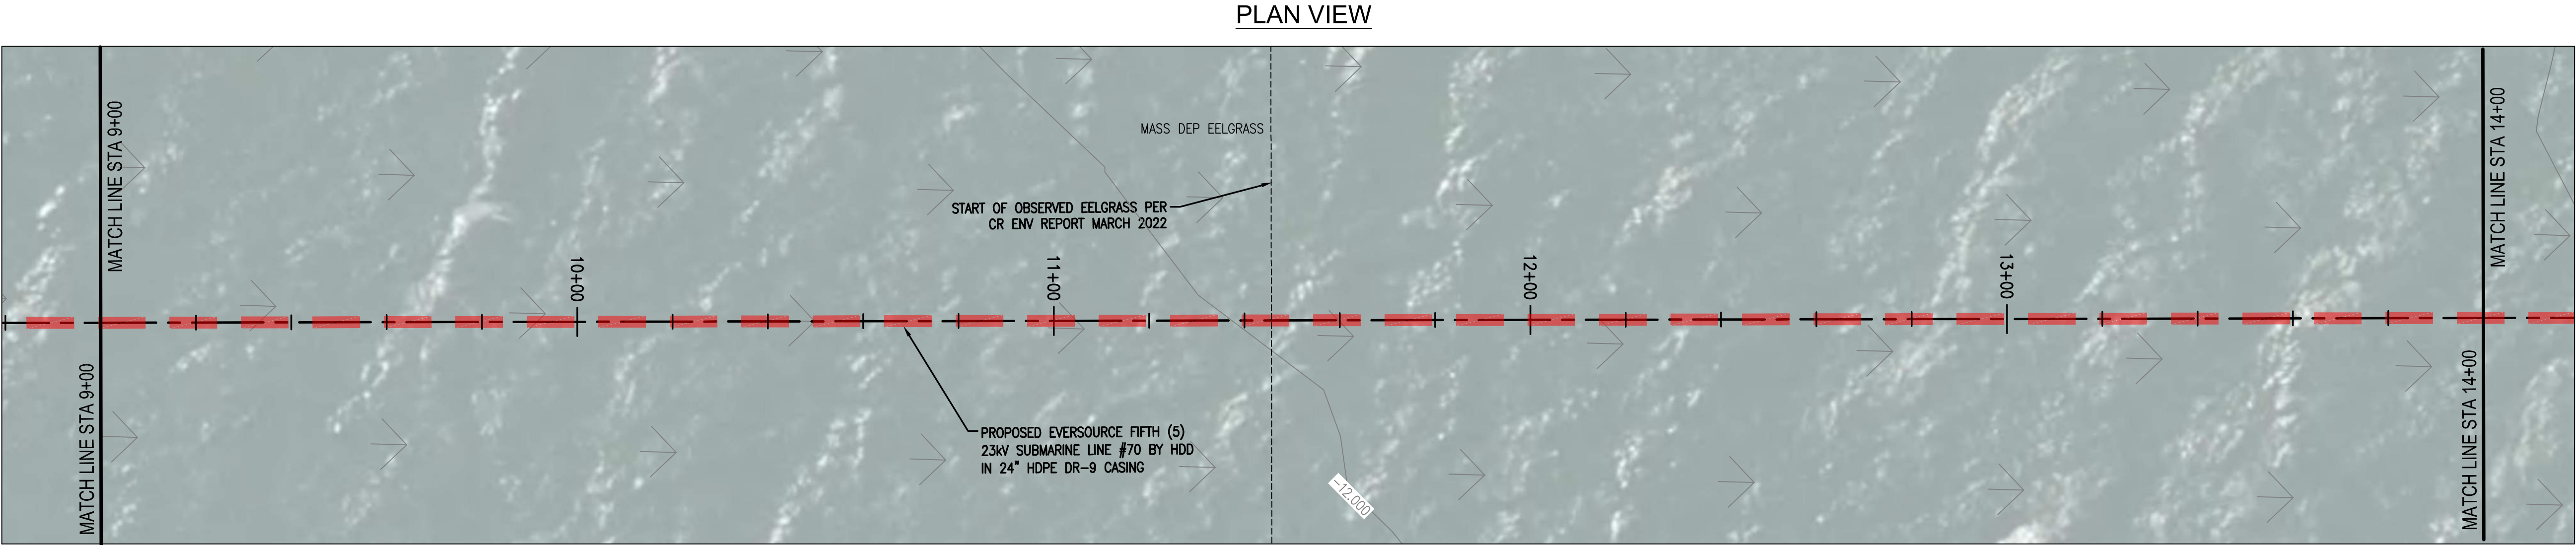 PLAN VIEW
MATCH LINE STA 9+00
MATCH LINE STA 9+00
10+00
11+00
12+00
13+00
MASS DEP EELGRASS
START OF OBSERVED EELGRASS PER
CR ENV REPORT MARCH 2022
PROPOSED EVERSOURCE FIFTH (5)
23kV SUBMARINE LINE #70 BY HDD
IN 24" HDPE DR-9 CASING
-12.000
MATCH LINE STA 14+00
MATCH LINE STA 14+00